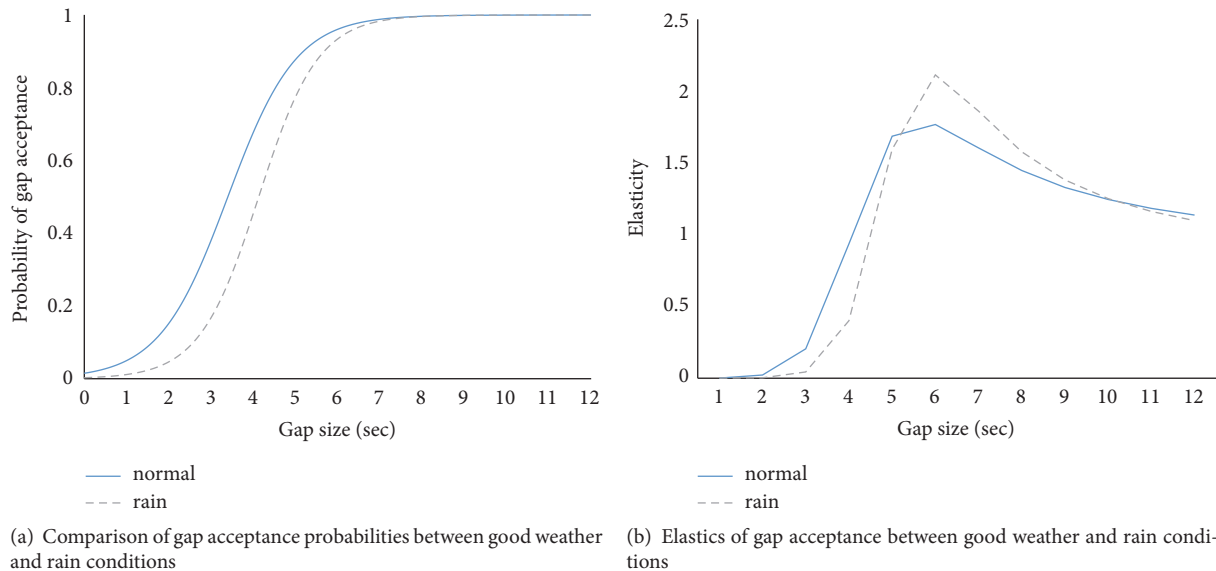 1
0.8
0.6
0.4
0.2
0
Probability of gap acceptance
0 1 2 3 4 5 6 7 8 9 10 11 12
Gap size (sec)
normal
rain
(a) Comparison of gap acceptance probabilities between good weather
and rain conditions
2.5
2
1.5
1
0.5
0
Elasticity
1 2 3 4 5 6 7 8 9 10 11 12
Gap size (sec)
normal
rain
(b) Elastics of gap acceptance between good weather and rain condi-
tions